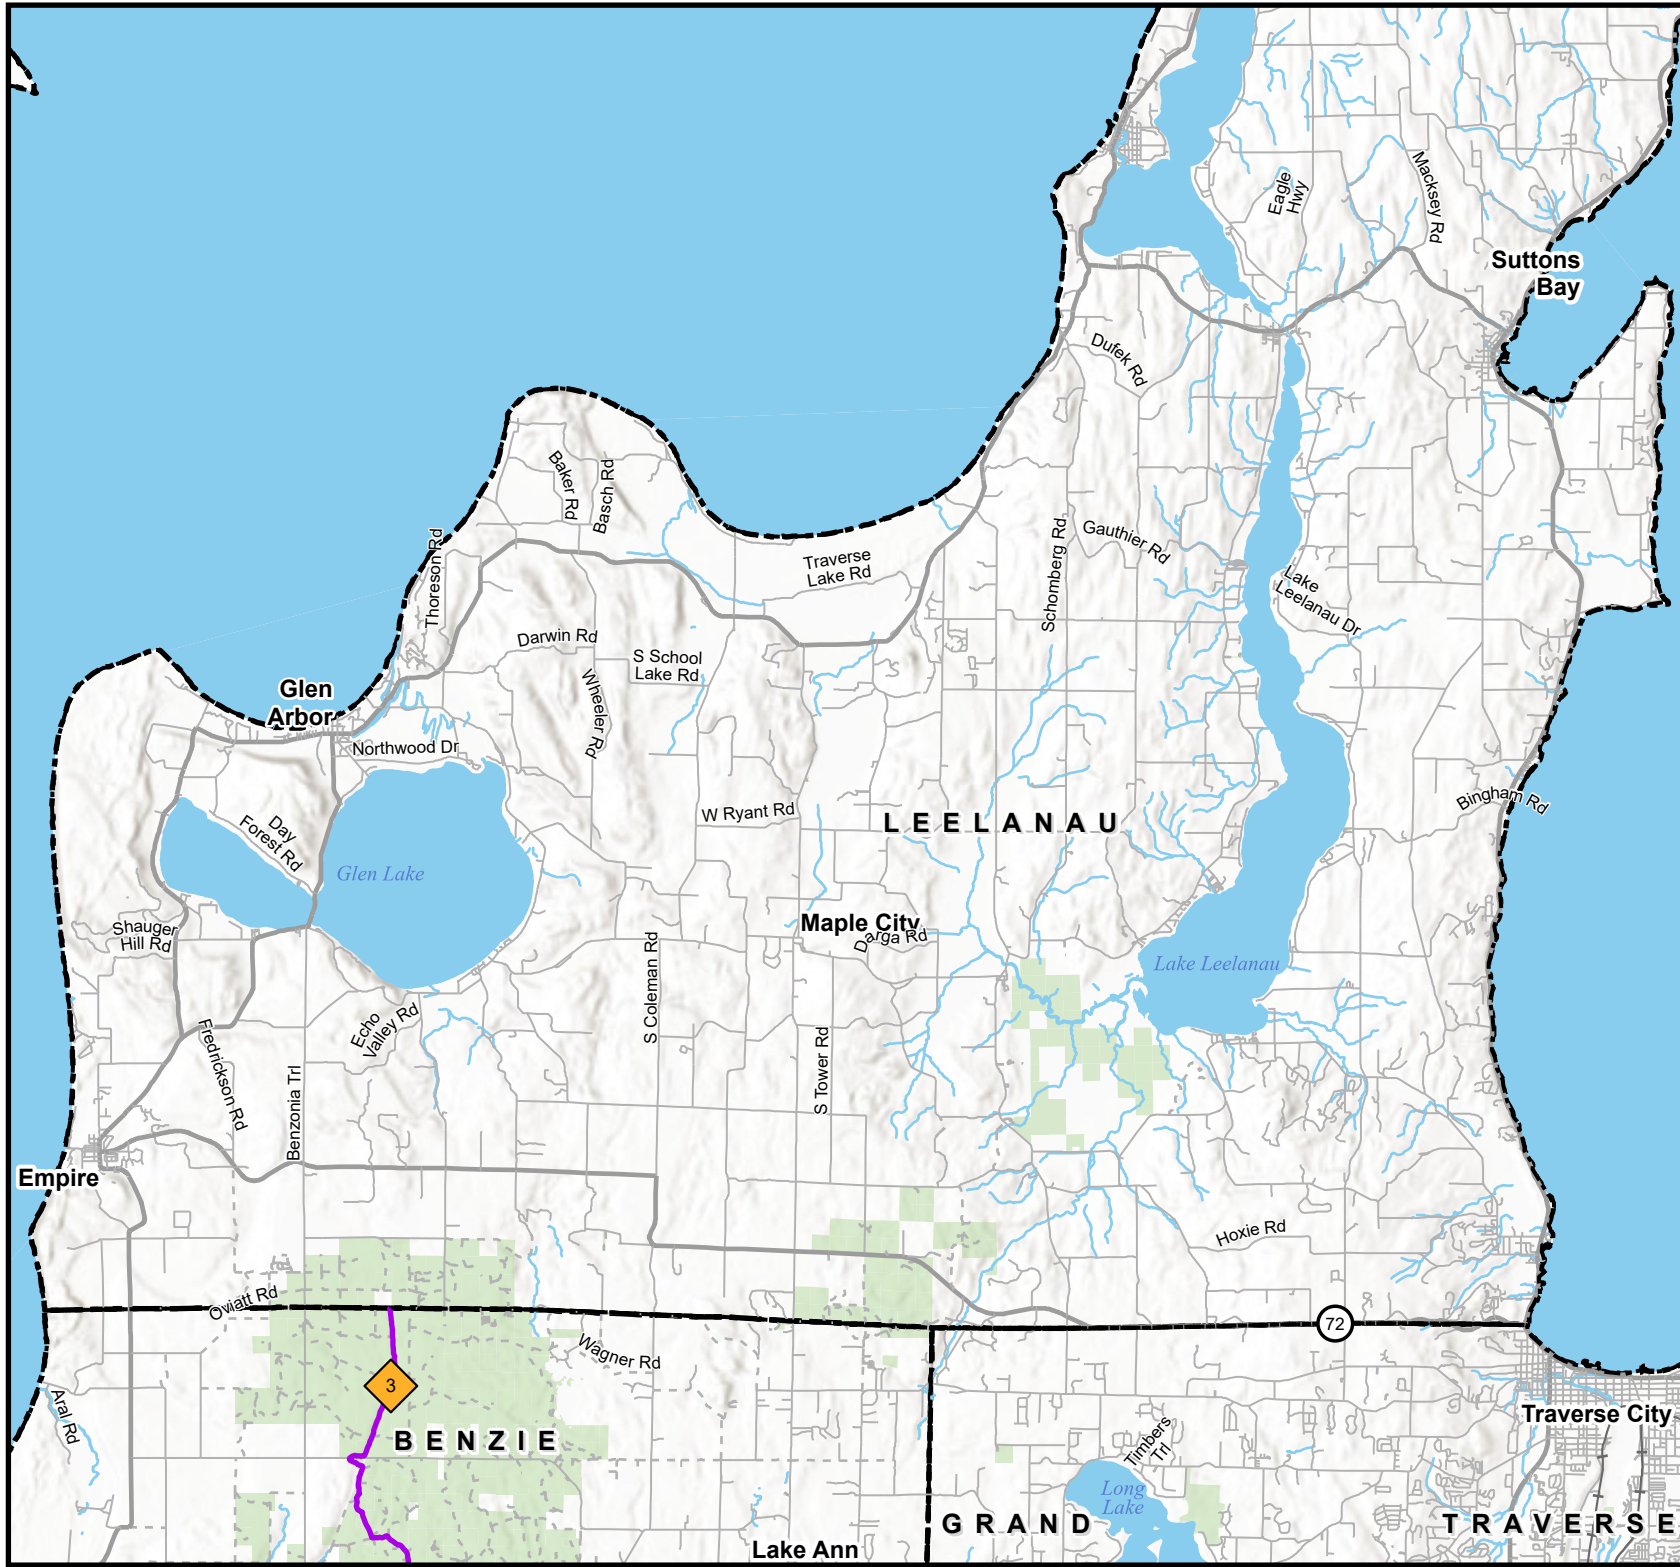 Eagle
Hwy
Macksey Rd
Suttons
Bay
Dufek Rd
Baker Rd
Basch Rd
Thoreson Rd
Traverse
Lake Rd
Schomberg Rd
Gauthier Rd
Lake
Leelanau Dr
Darwin Rd
S School
Lake Rd
Wheeler Rd
Glen
Arbor
Northwood Dr
Day
Forest Rd
Glen Lake
W Ryant Rd
LEELANAU
Bingham Rd
Shauger
Hill Rd
Maple City
Darga Rd
Lake Leelanau
S Coleman Rd
Echo
Valley Rd
Fredrickson Rd
Benzonia Trl
S Tower Rd
Empire
Hoxie Rd
Oviatt Rd
72
Wagner Rd
3
Aral Rd
BENZIE
Timbers
Trl
Traverse City
Long
Lake
GRAND
TRAVERSE
Lake Ann